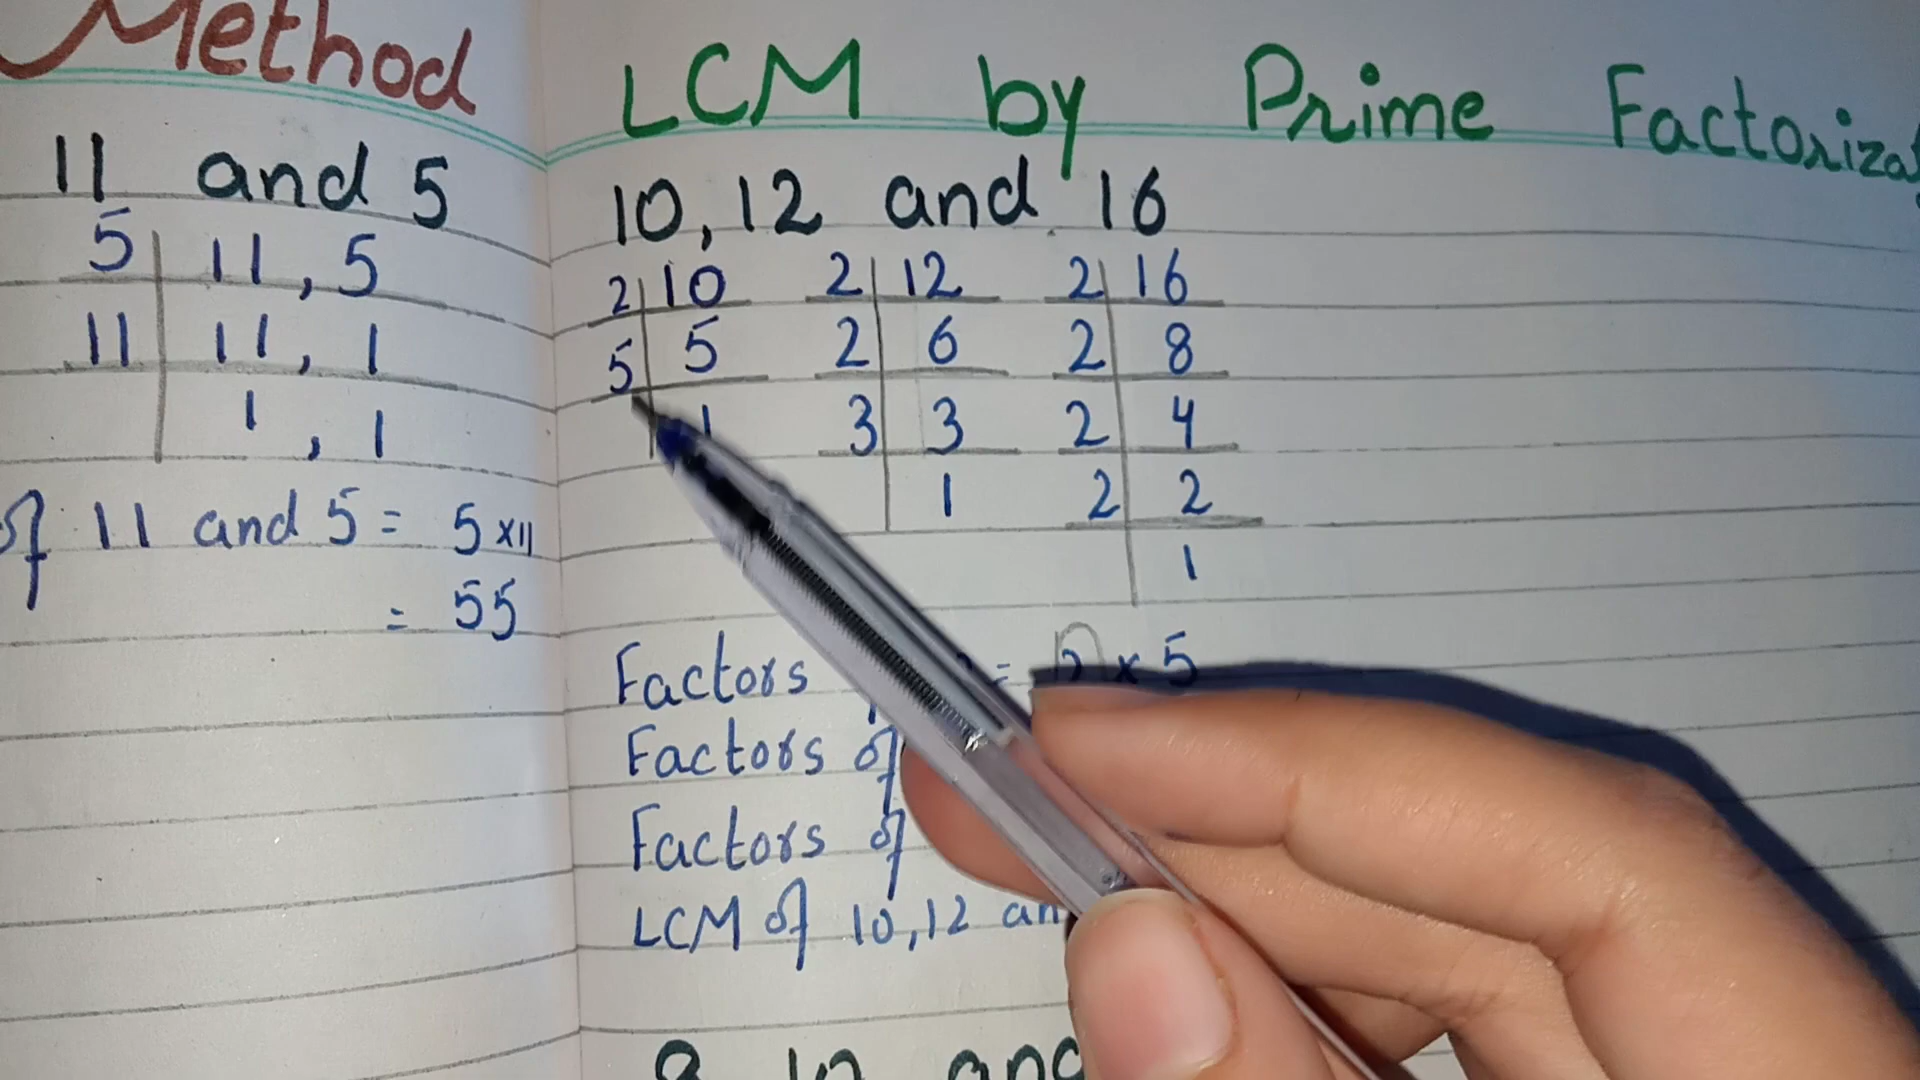 Method
11 and 5
5 | 11, 5
11 | 11, 1
1, 1
of 11 and 5 = 5 x 11
= 55
LCM by Prime
10, 12 and 16
2 | 10
5 | 5
1
2 | 12
2 | 6
3 | 3
1
2 | 16
2 | 8
2 | 4
2 | 2
1
Factors = 2 x 5
Factors of
Factors of
LCM of 10, 12